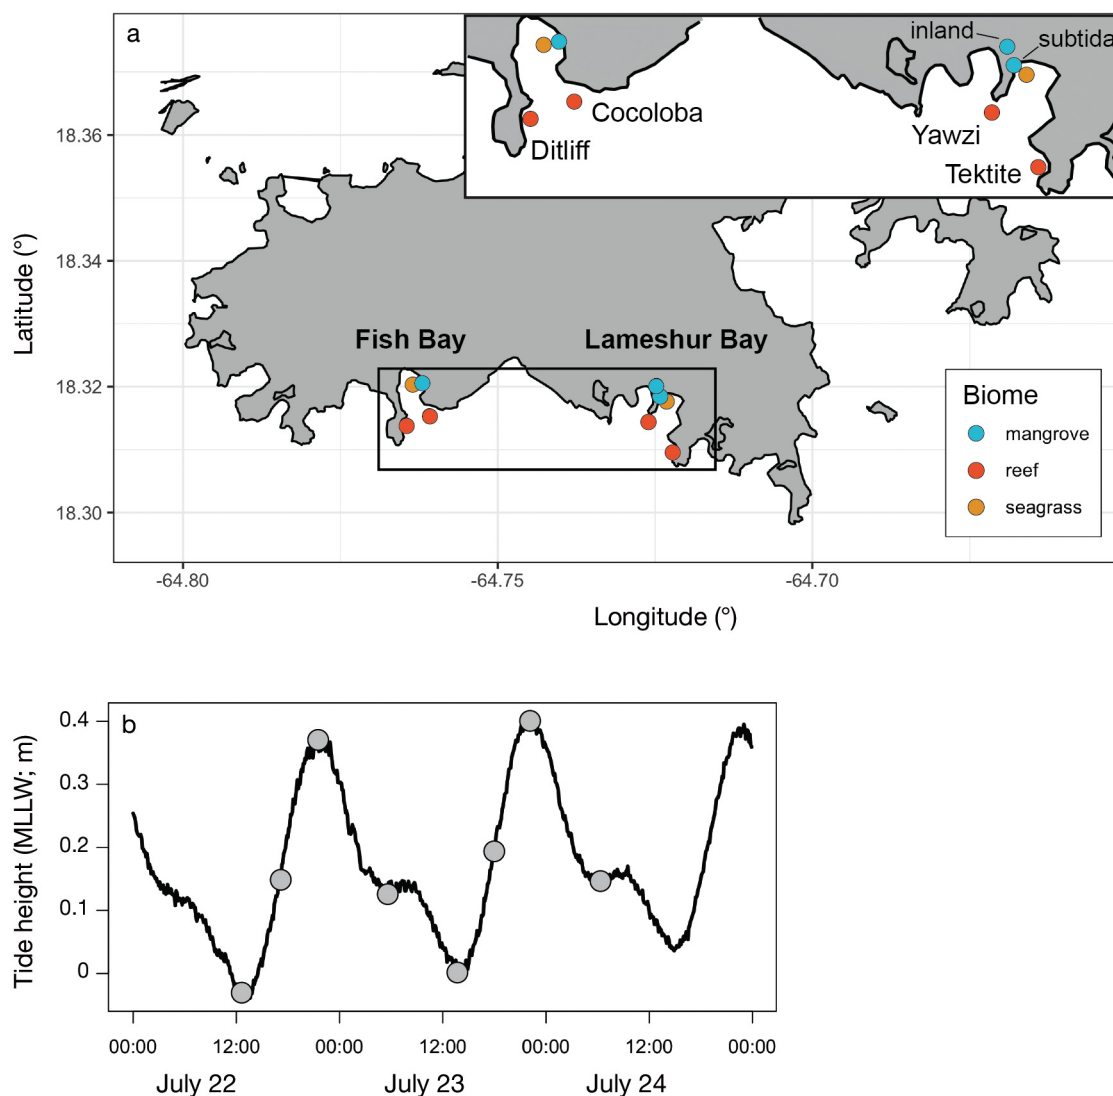 a
inland
subtida
Cocoloba
Ditliff
Yawzi
Tektite
18.36
18.34
18.32
18.30
Latitude (°)
Fish Bay
Lameshur Bay
Biome
mangrove
reef
seagrass
-64.80
-64.75
-64.70
Longitude (°)
b
0.4
0.3
0.2
0.1
0
Tide height (MLLW; m)
00:00 12:00 00:00 12:00 00:00 12:00 00:00
July 22 July 23 July 24